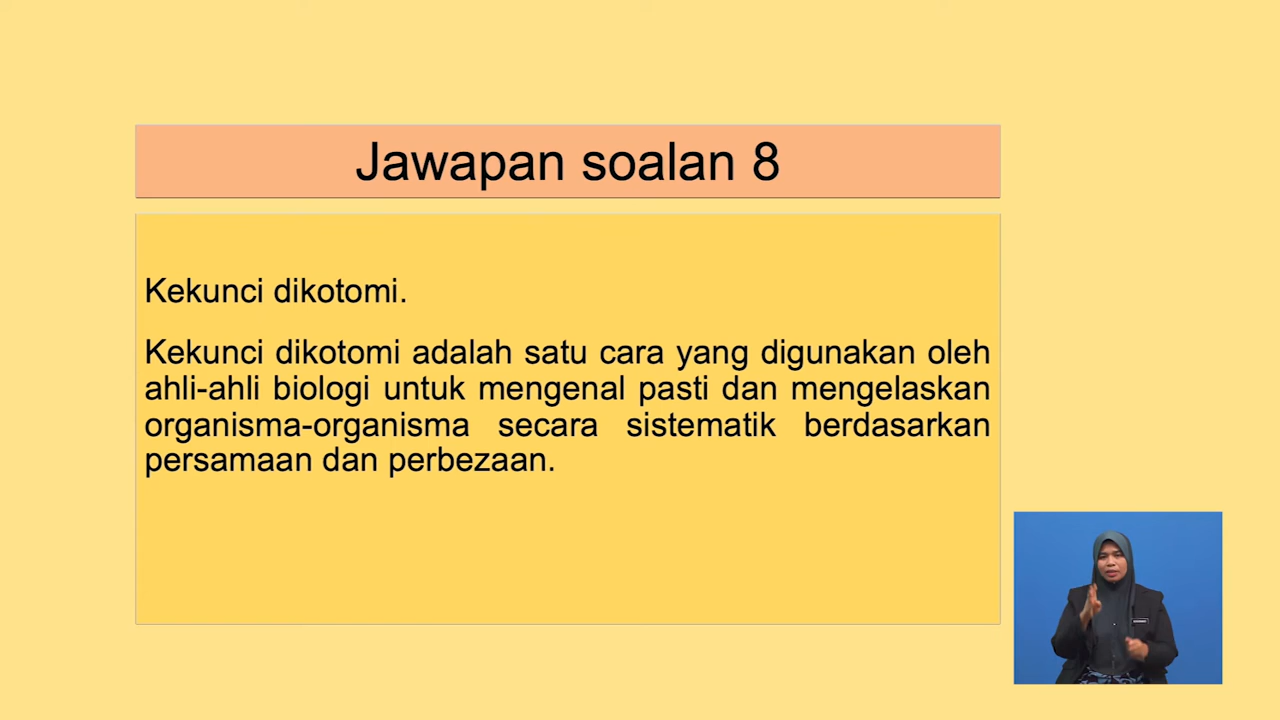 Jawapan soalan 8
Kekunci dikotomi.
Kekunci dikotomi adalah satu cara yang digunakan oleh
ahli-ahli biologi untuk mengenal pasti dan mengelaskan
organisma-organisma secara sistematik berdasarkan
persamaan dan perbezaan.